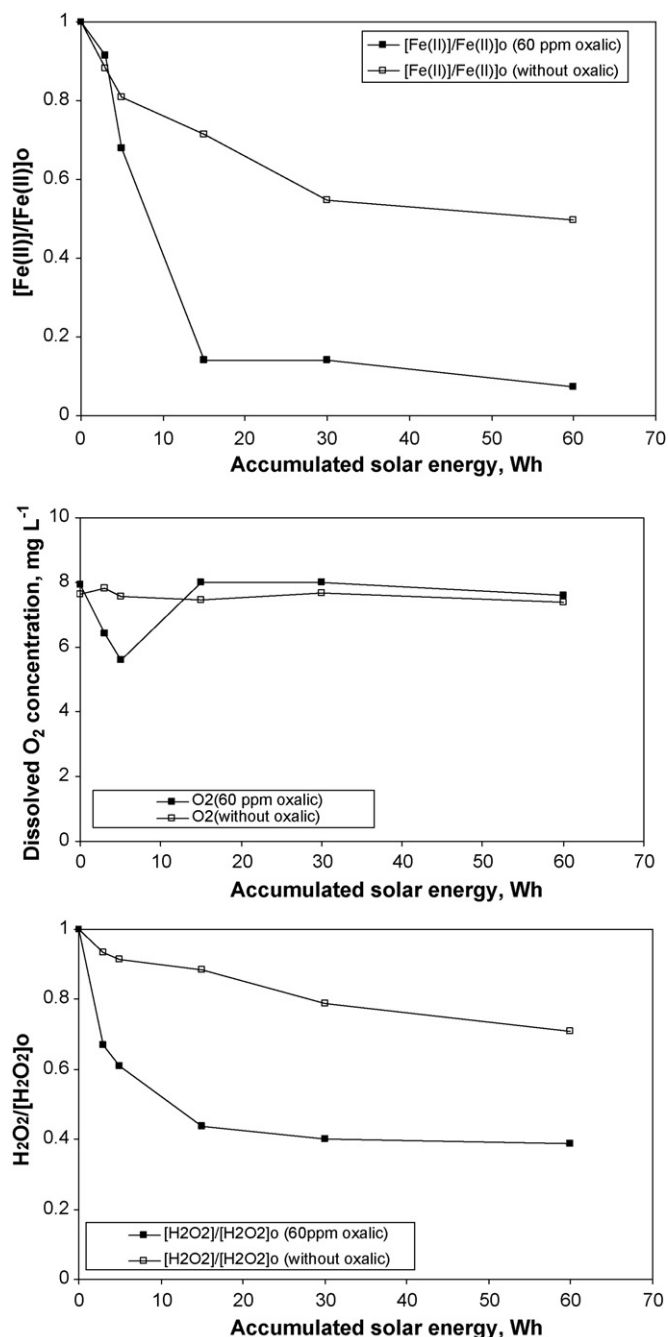 [Fe(II)]/Fe(II)]o (60 ppm oxalic)
[Fe(II)]/Fe(II)]o (without oxalic)
[Fe(II)]/[Fe(II)]o
1
0.8
0.6
0.4
0.2
0
0 10 20 30 40 50 60 70
Accumulated solar energy, Wh
Dissolved O₂ concentration, mg L⁻¹
10
8
6
4
2
0
O2(60 ppm oxalic)
O2(without oxalic)
0 10 20 30 40 50 60 70
Accumulated solar energy, Wh
H₂O₂/[H₂O₂]o
1
0.8
0.6
0.4
0.2
0
[H2O2]/[H2O2]o (60ppm oxalic)
[H2O2]/[H2O2]o (without oxalic)
0 10 20 30 40 50 60 70
Accumulated solar energy, Wh